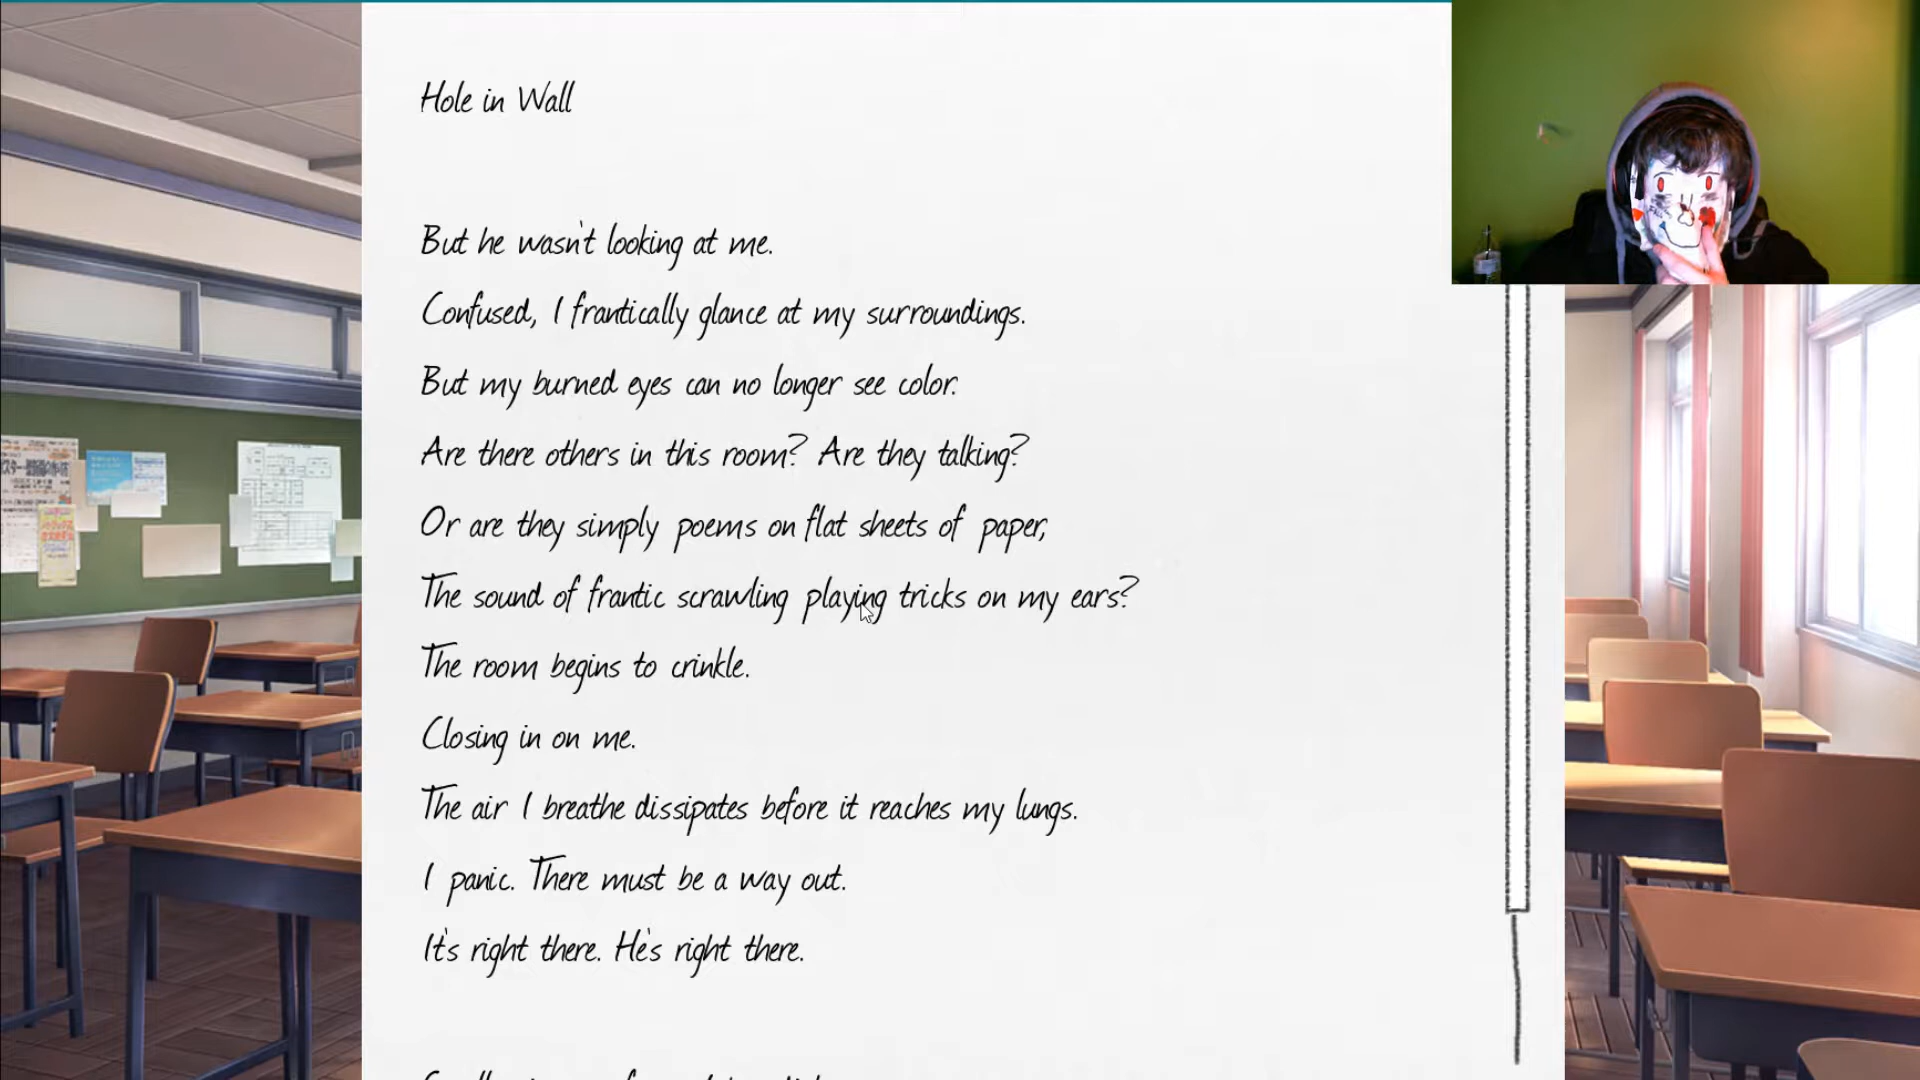 Hole in Wall
But he wasn't looking at me.
Confused, I frantically glance at my surroundings.
But my burned eyes can no longer see color.
Are there others in this room? Are they talking?
Or are they simply poems on flat sheets of paper,
The sound of frantic scrawling playing tricks on my ears?
The room begins to crinkle.
Closing in on me.
The air I breathe dissipates before it reaches my lungs.
I panic. There must be a way out.
It's right there. He's right there.